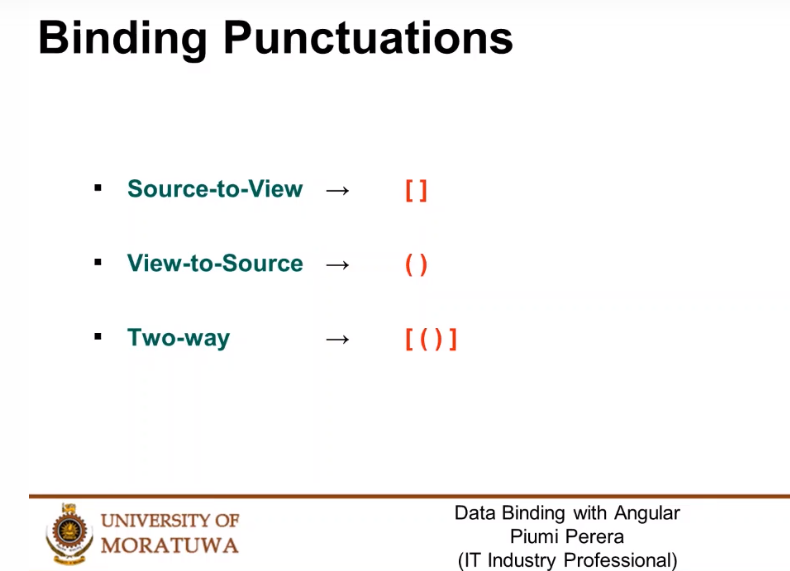 Binding Punctuations
▪ Source-to-View → [ ]
▪ View-to-Source → ( )
▪ Two-way → [ ( ) ]
UNIVERSITY OF
MORATUWA
Data Binding with Angular
Piumi Perera
(IT Industry Professional)